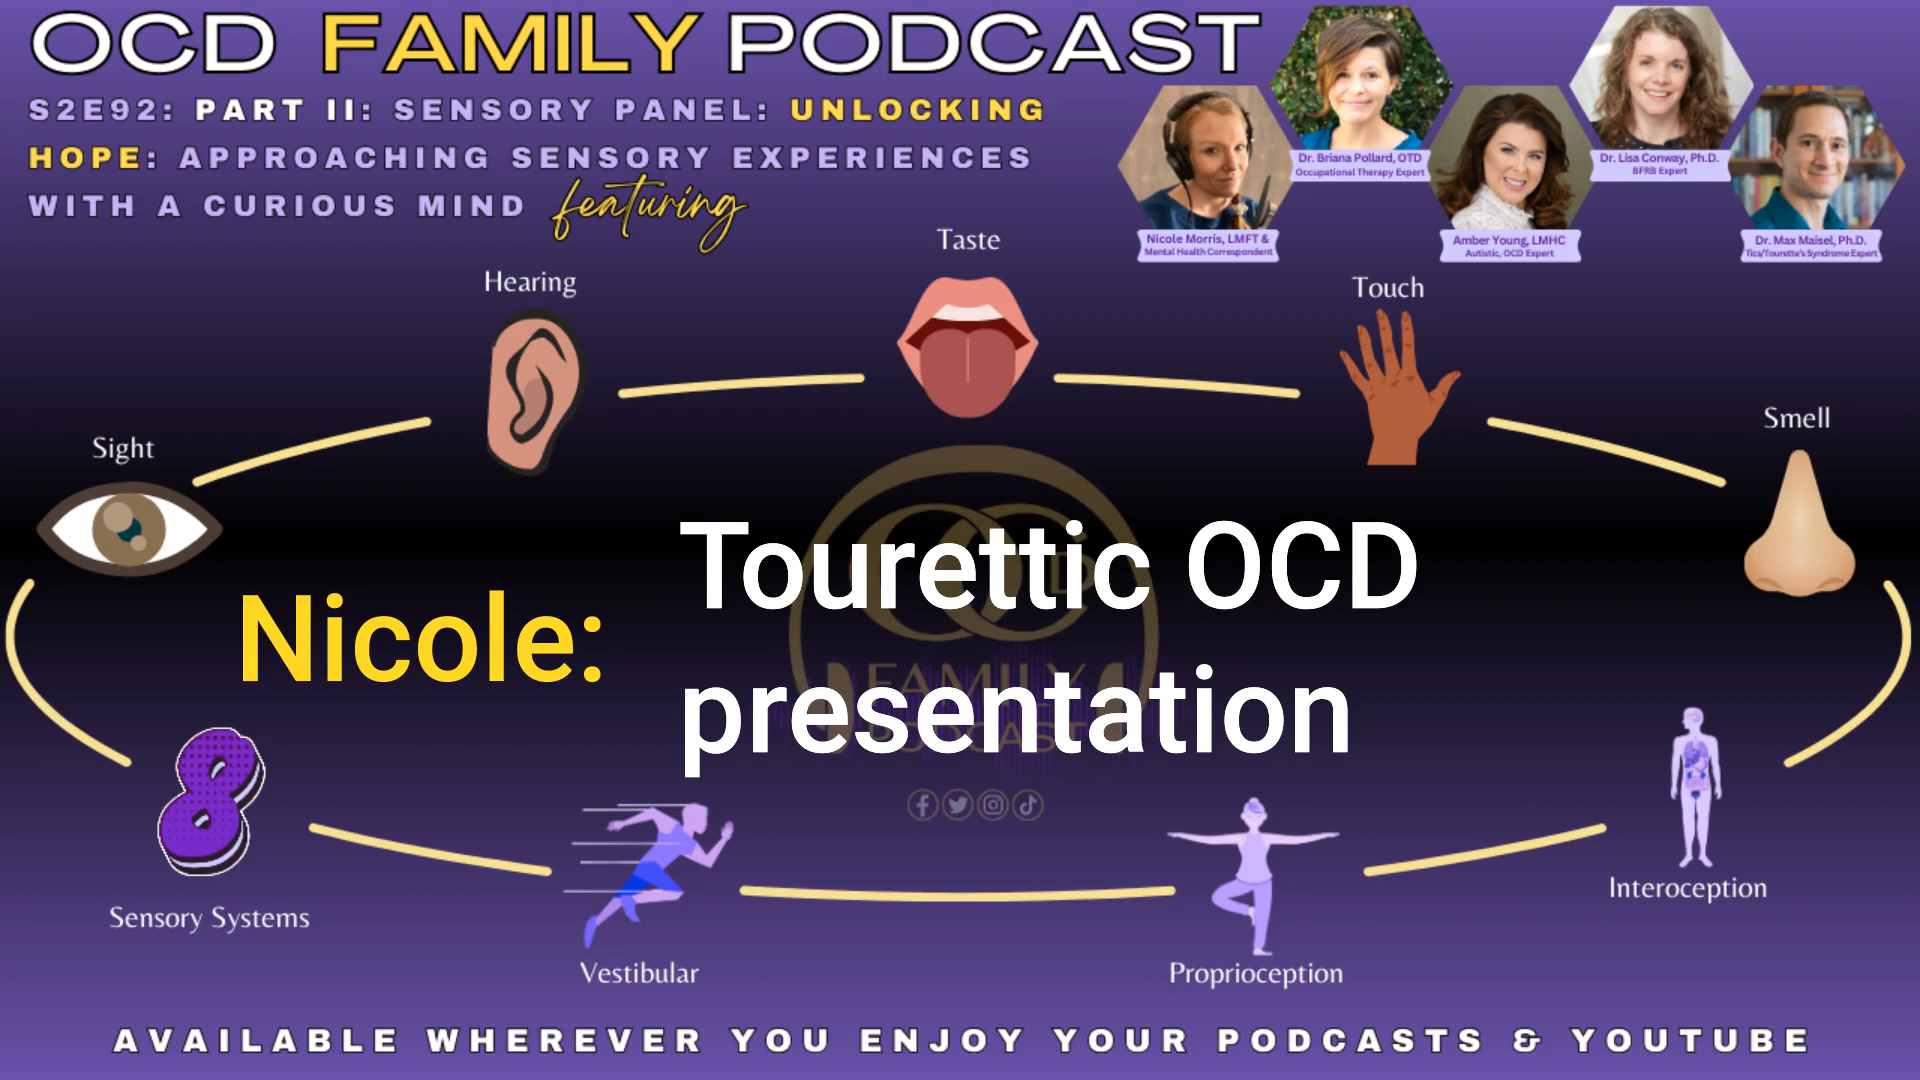 OCD FAMILY PODCAST
S2E92: PART II: SENSORY PANEL: UNLOCKING
HOPE: APPROACHING SENSORY EXPERIENCES
WITH A CURIOUS MIND featuring
Dr. Briana Pollard, OTD
Occupational Therapy Expert
Dr. Lisa Conway, Ph.D.
BFRB Expert
Nicole Morris, LMFT &
Mental Health Correspondent
Amber Young, LMHC
Autistic, OCD Expert
Dr. Max Maisel, Ph.D.
Tics/Tourette's Syndrome Expert
Taste
Hearing
Touch
Smell
Sight
Nicole:
Tourettic OCD
presentation
FAMILY
PODCAST
8
Sensory Systems
Vestibular
Proprioception
Interoception
AVAILABLE WHEREVER YOU ENJOY YOUR PODCASTS & YOUTUBE